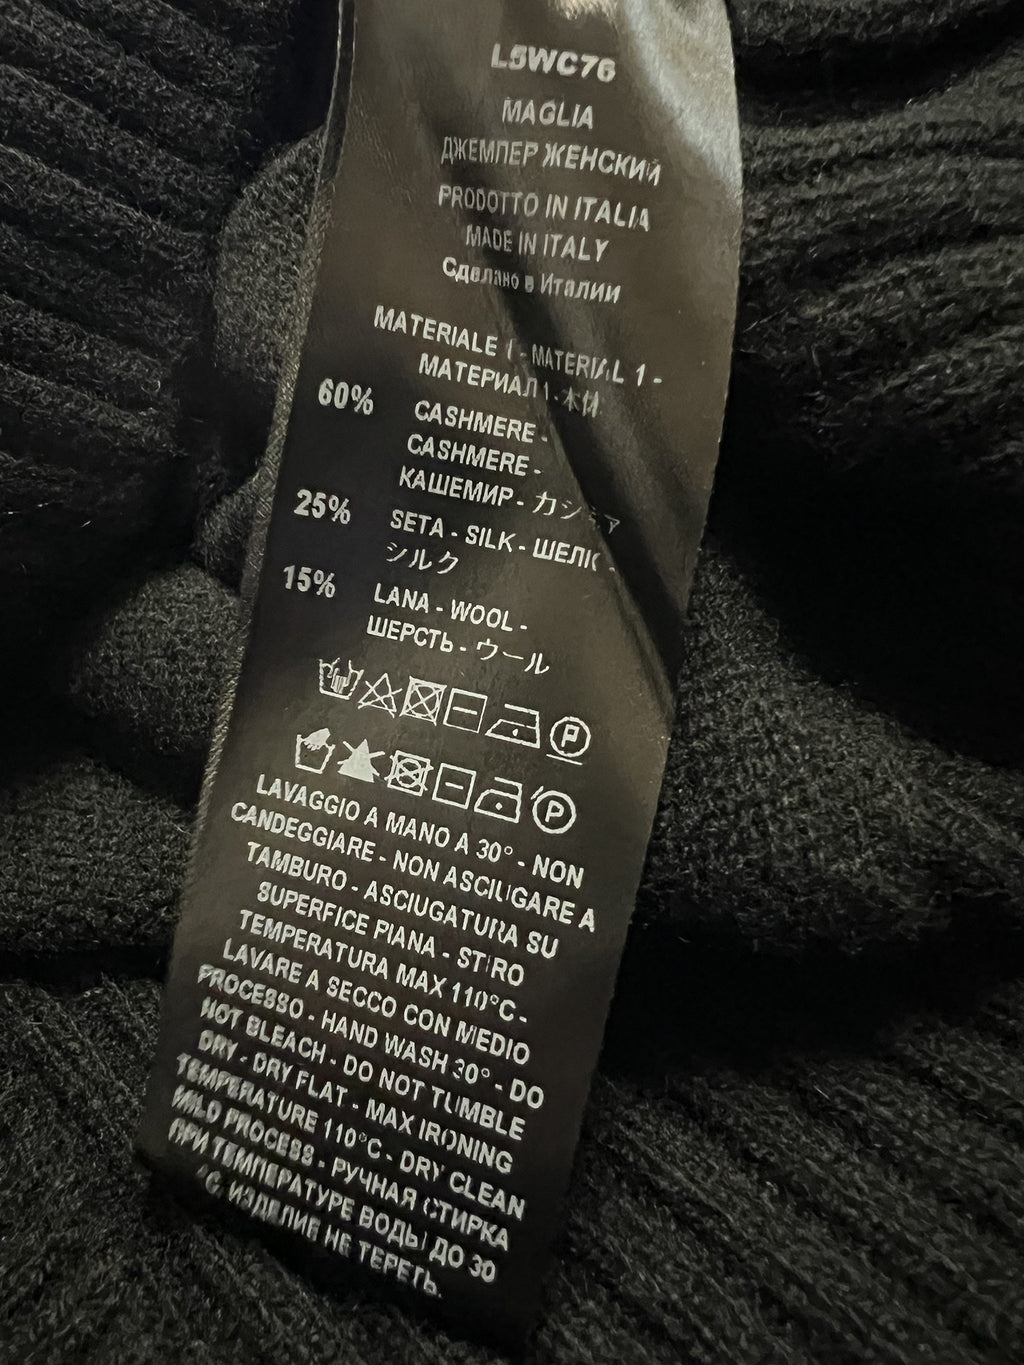 L5WC76
MAGLIA
ДЖЕМПЕР ЖЕНСКИЙ
PRODOTTO IN ITALIA
MADE IN ITALY
Сделано в Италии
MATERIALE 1 - MATERIAL 1 -
МАТЕРИАЛ 1 - 本体
60% CASHMERE -
CASHMERE -
КАШЕМИР - カシミア
25% SETA - SILK - ШЕЛК -
シルク
15% LANA - WOOL -
ШЕРСТЬ - ウール
P
P
LAVAGGIO A MANO A 30° - NON
CANDEGGIARE - NON ASCIUGARE A
TAMBURO - ASCIUGATURA SU
SUPERFICE PIANA - STIRO
TEMPERATURA MAX 110°C -
LAVARE A SECCO CON MEDIO
PROCESSO - HAND WASH 30° - DO
NOT BLEACH - DO NOT TUMBLE
DRY - DRY FLAT - MAX IRONING
TEMPERATURE 110°C - DRY CLEAN
MILD PROCESS - РУЧНАЯ СТИРКА
ПРИ ТЕМПЕРАТУРЕ ВОДЫ ДО 30
°C. ИЗДЕЛИЕ НЕ ТЕРЕТЬ.